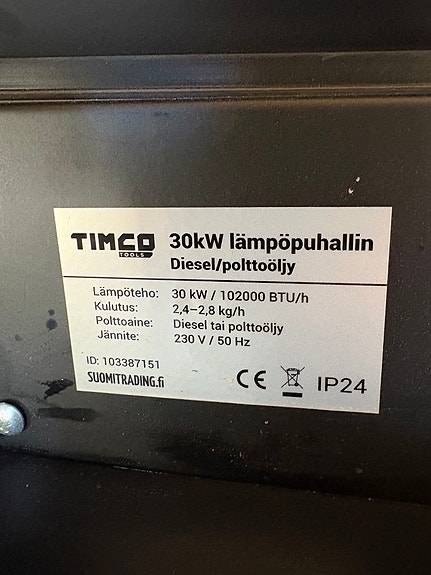 TIMCO TOOLS
30kW lämpöpuhallin
Diesel/polttoöljy
Lämpöteho: 30 kW / 102000 BTU/h
Kulutus: 2,4–2,8 kg/h
Polttoaine: Diesel tai polttoöljy
Jännite: 230 V / 50 Hz
ID: 103387151
SUOMITRADING.fi
CE IP24